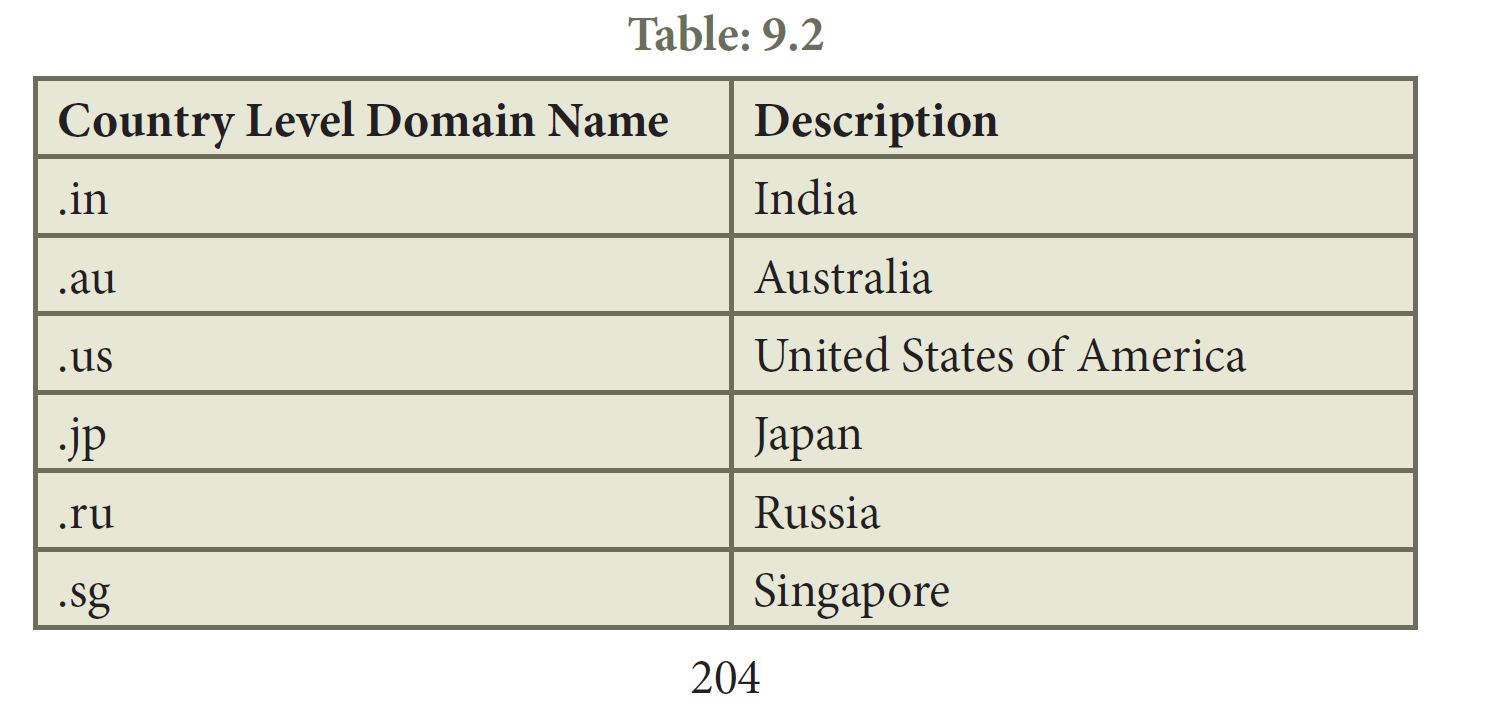 Table: 9.2
Country Level Domain Name Description
.in India
.au Australia
.us United States of America
.jp Japan
.ru Russia
.sg Singapore
204